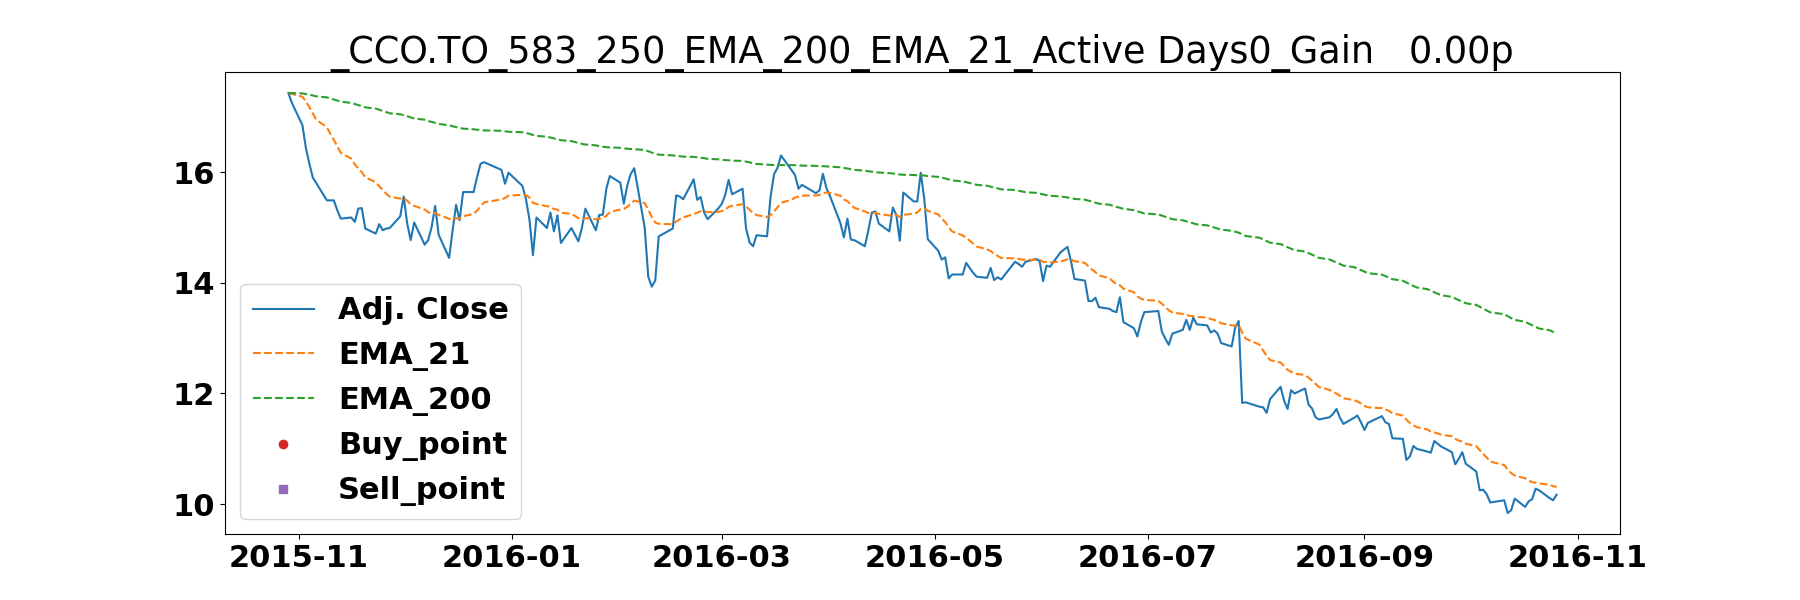 _CCO.TO_583_250_EMA_200_EMA_21_Active Days0_Gain   0.00p
16
14
12
10
Adj. Close
EMA_21
EMA_200
Buy_point
Sell_point
2015-11 2016-01 2016-03 2016-05 2016-07 2016-09 2016-11